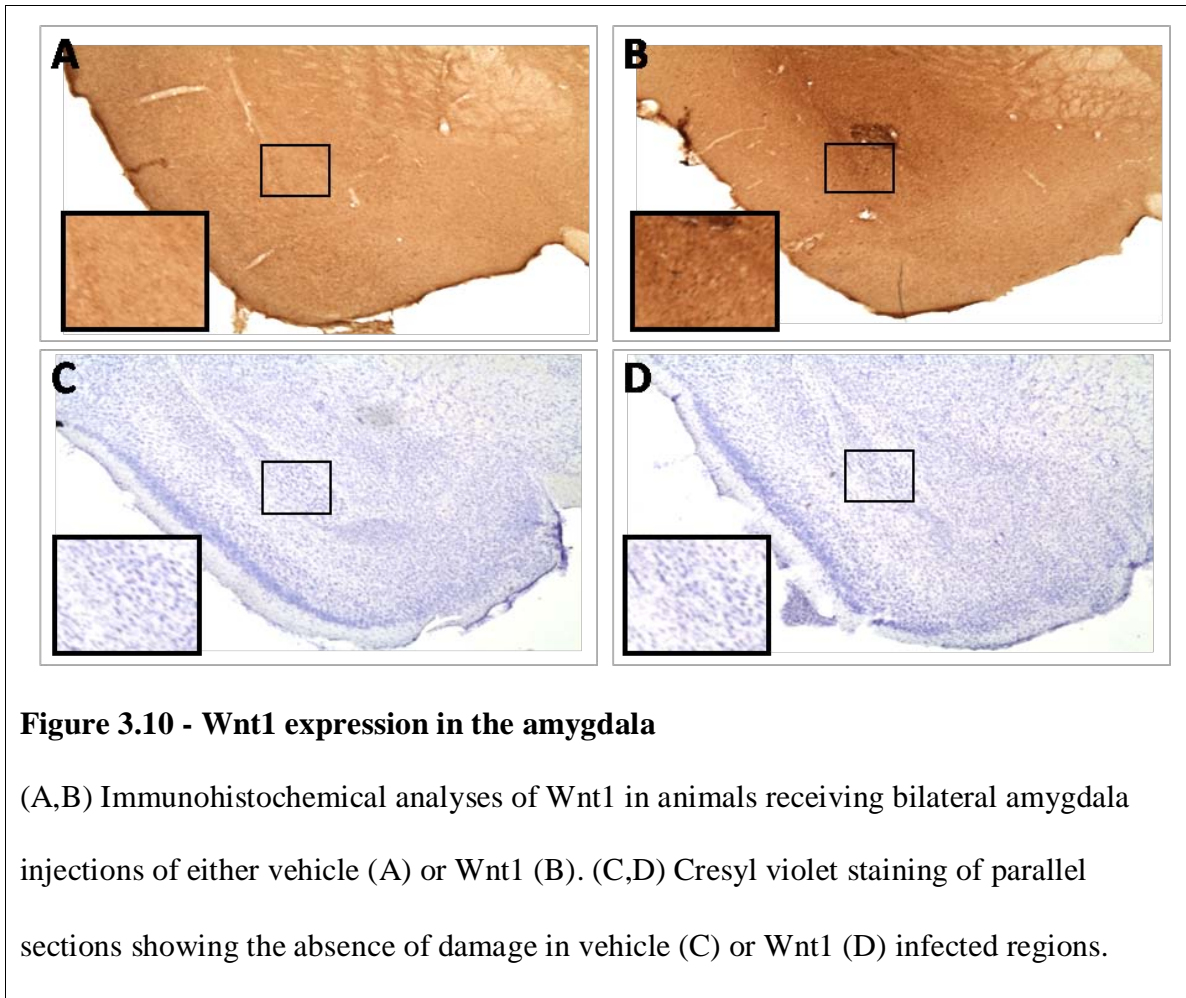 A
B
C
D
Figure 3.10 - Wnt1 expression in the amygdala
(A,B) Immunohistochemical analyses of Wnt1 in animals receiving bilateral amygdala
injections of either vehicle (A) or Wnt1 (B). (C,D) Cresyl violet staining of parallel
sections showing the absence of damage in vehicle (C) or Wnt1 (D) infected regions.